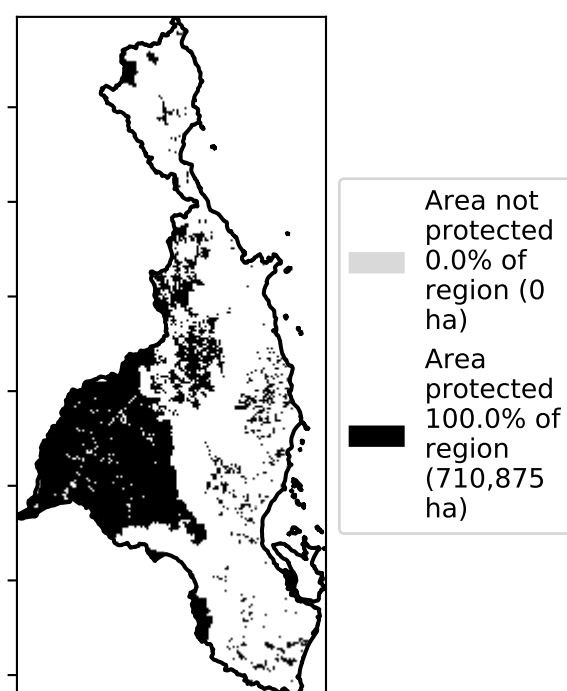 Area not
protected
0.0% of
region (0
ha)
Area
protected
100.0% of
region
(710,875
ha)